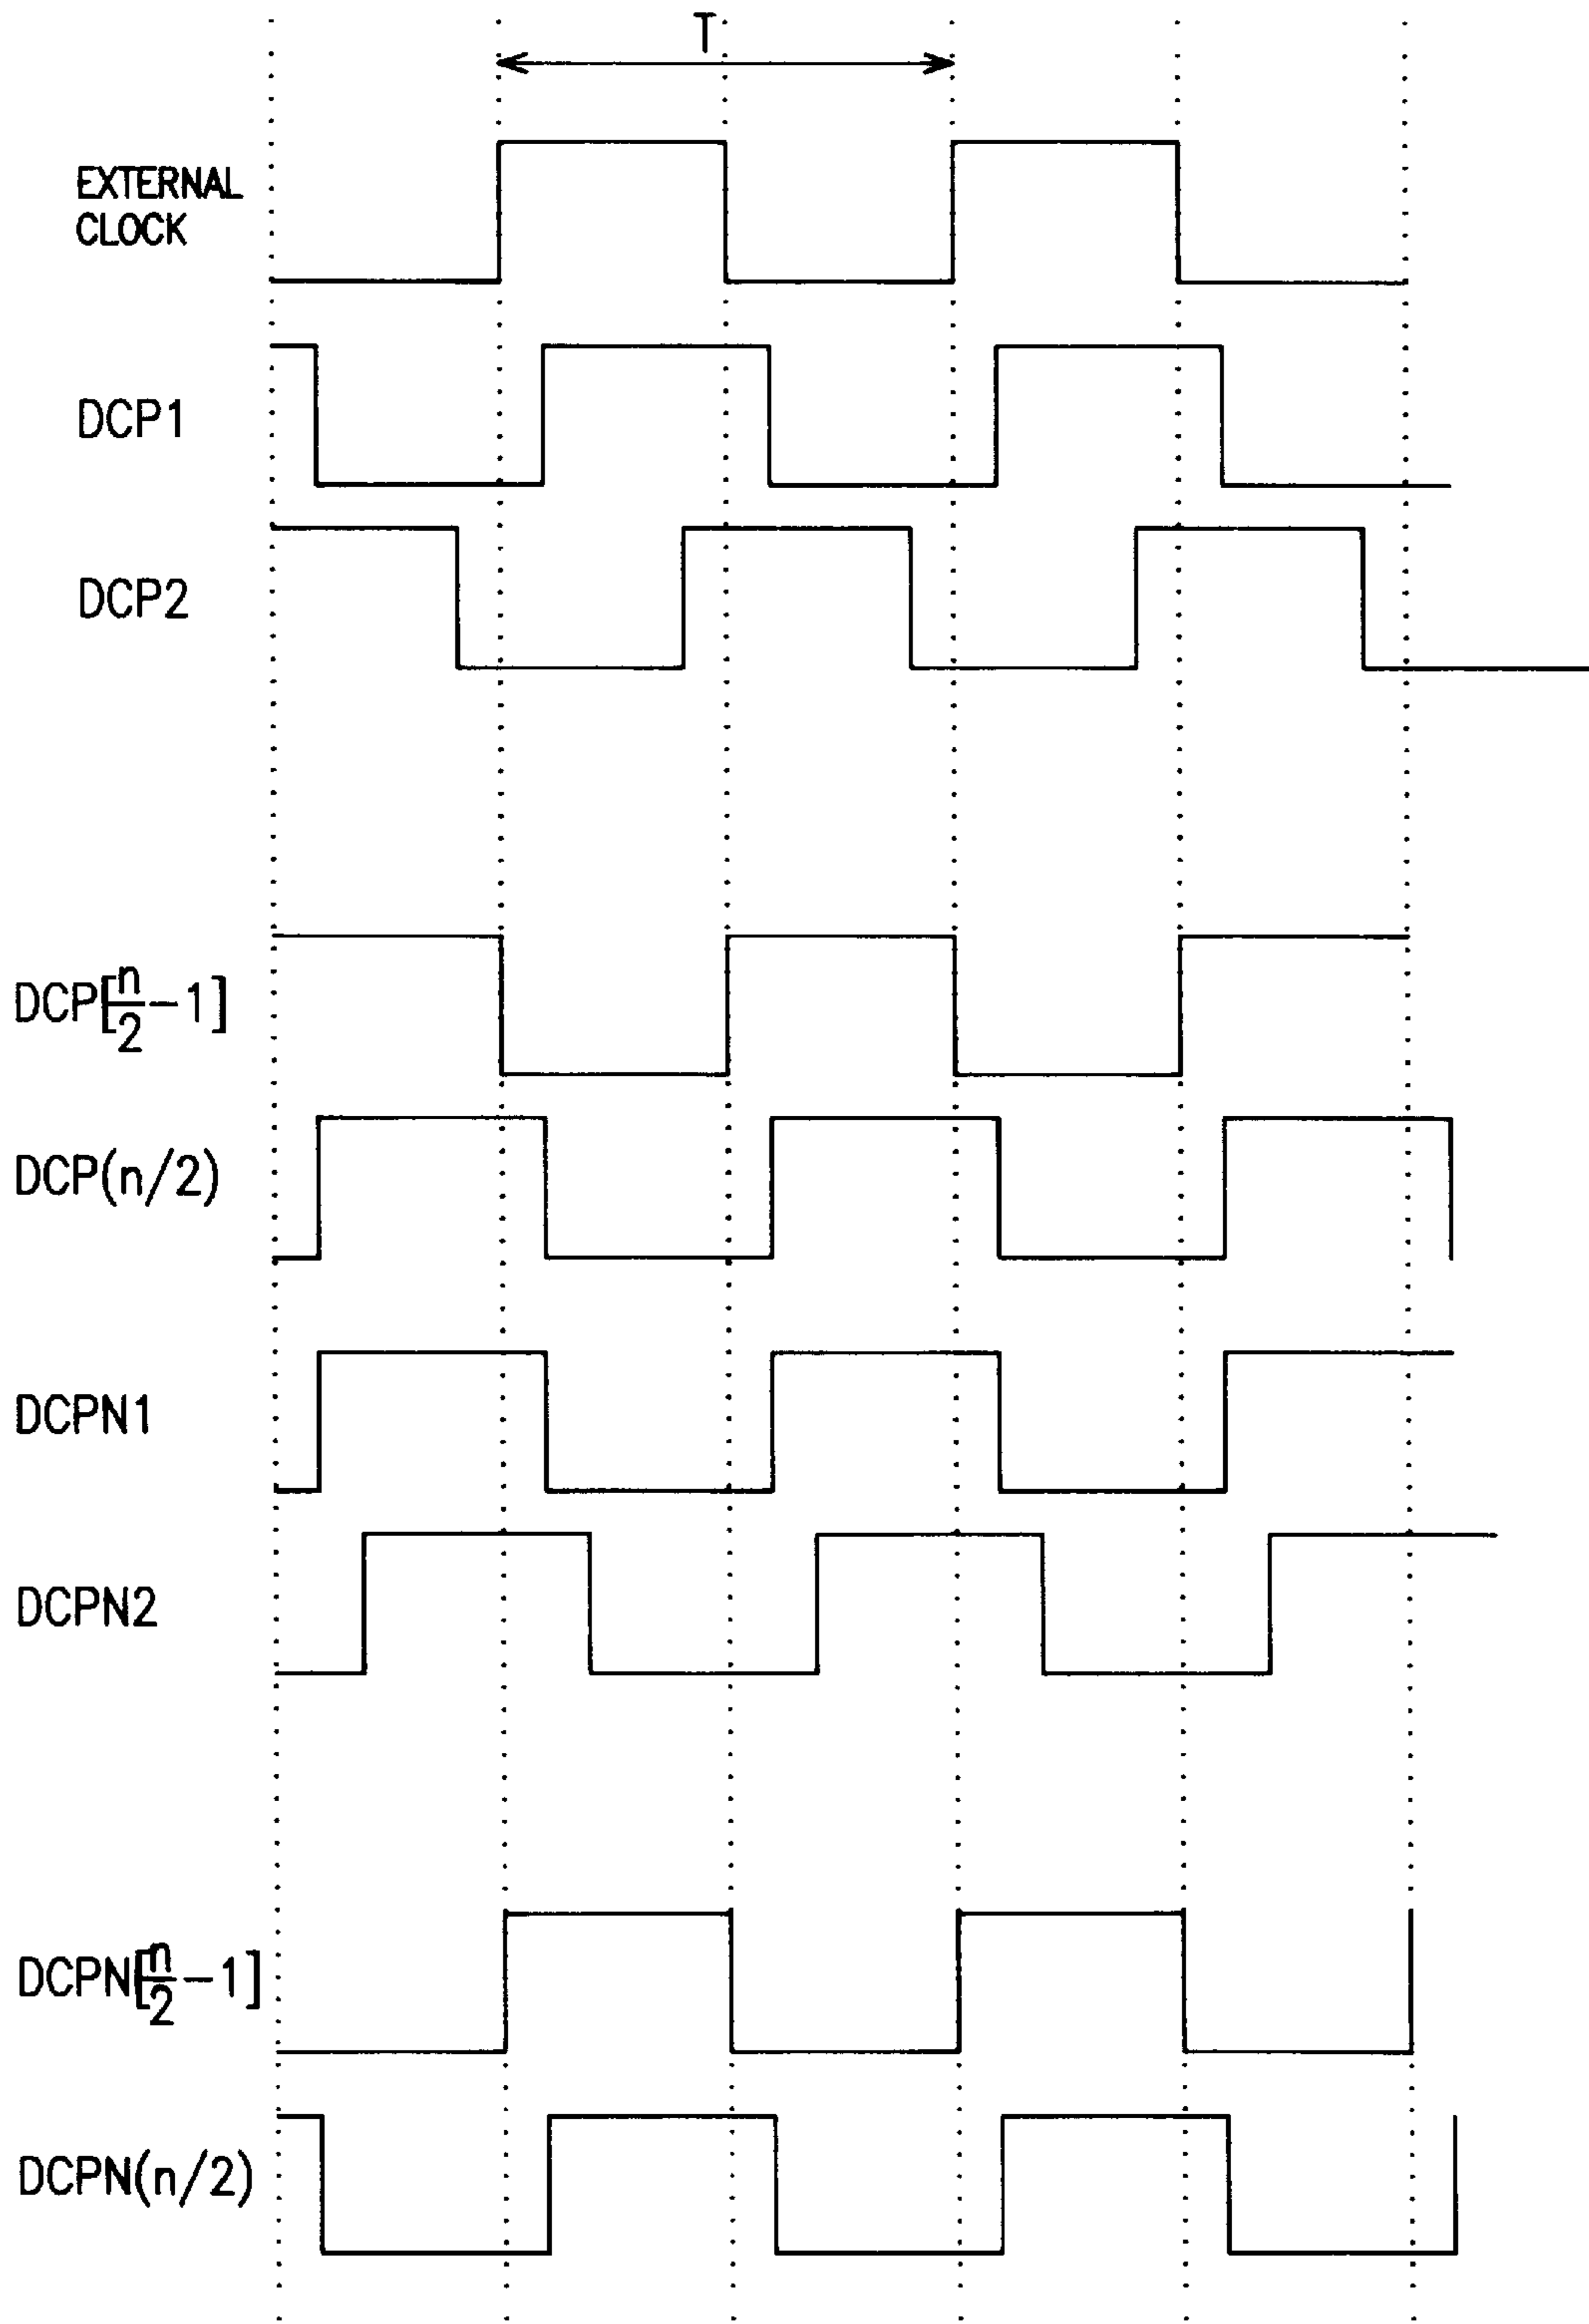 T
EXTERNAL
CLOCK
DCP1
DCP2
DCP[n/2-1]
DCP(n/2)
DCPN1
DCPN2
DCPN[n/2-1]
DCPN(n/2)